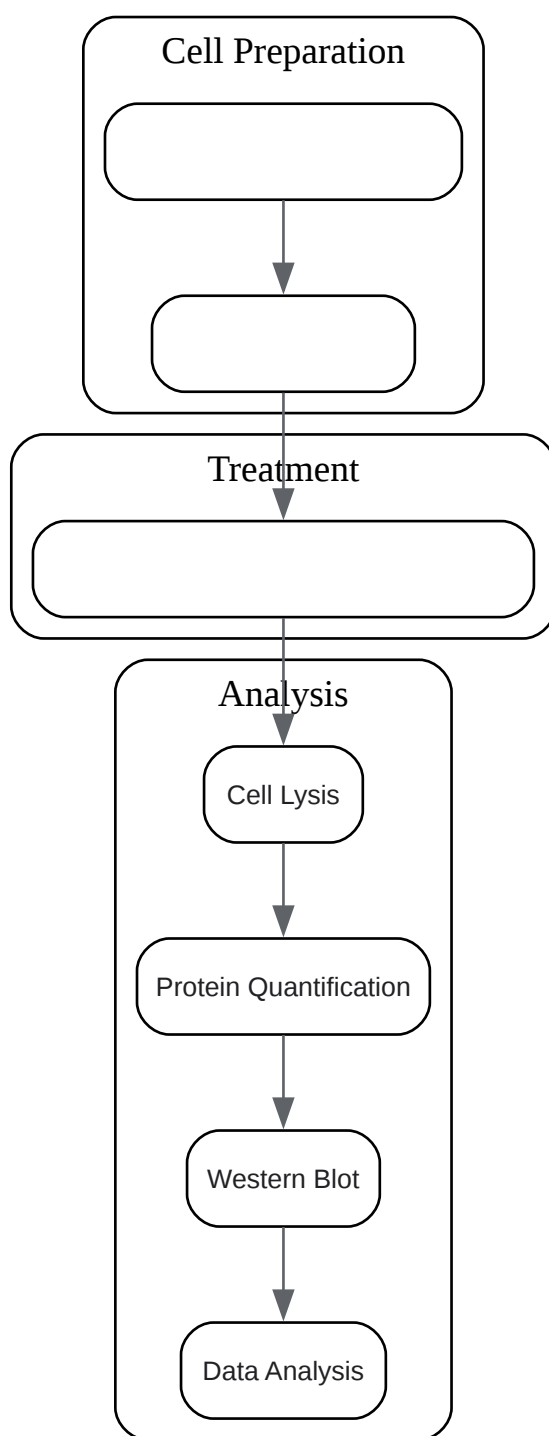 Cell Preparation
Treatment
Analysis
Cell Lysis
Protein Quantification
Western Blot
Data Analysis